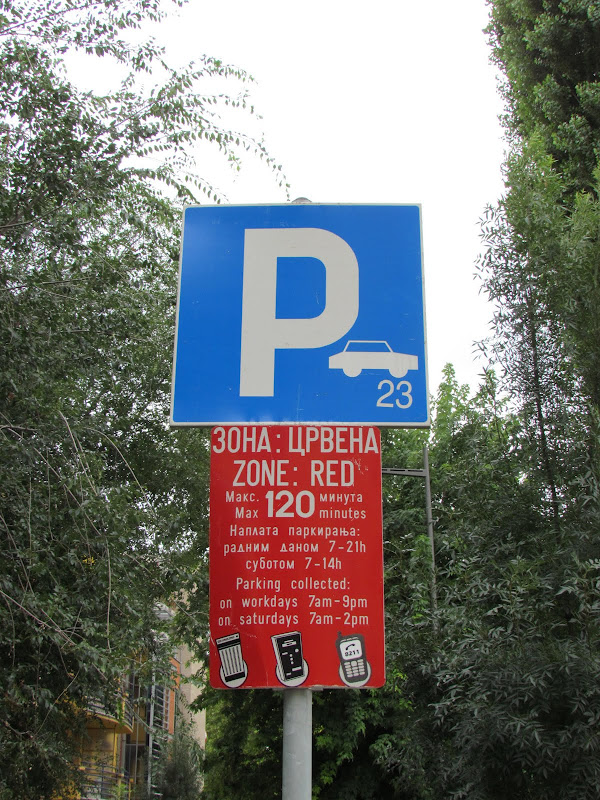 P
23
ЗОНА: ЦРВЕНА
ZONE: RED
Макс. 120 минута
Max minutes
Наплата паркирања:
радним даном 7-21h
суботом 7-14h
Parking collected:
on workdays 7am-9pm
on saturdays 7am-2pm
0211